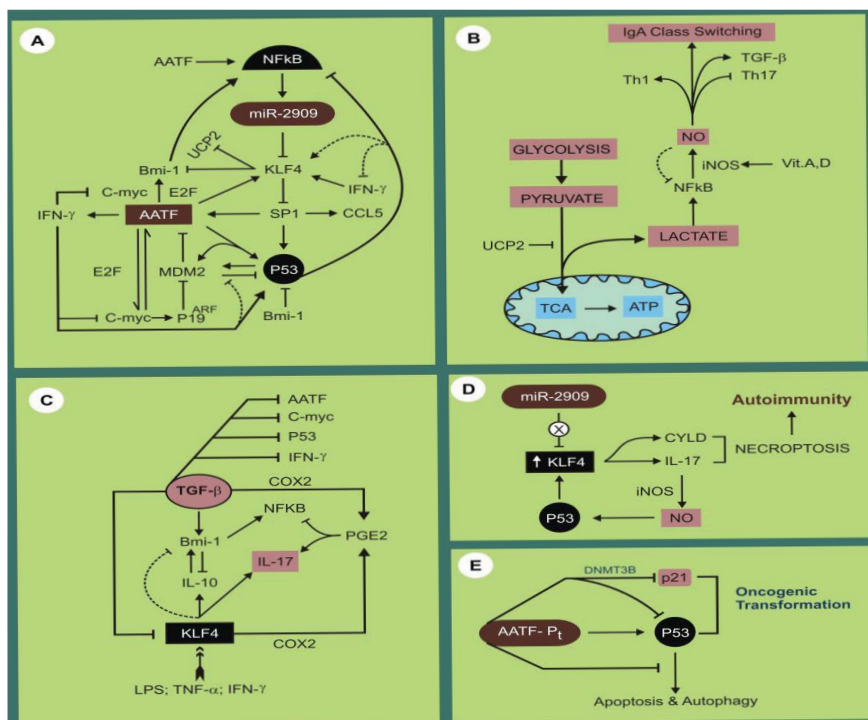 A
AATF
NFkB
miR-2909
UCP2
Bmi-1
KLF4
C-myc
E2F
IFN-γ
IFN-γ
AATF
SP1
CCL5
E2F
MDM2
P53
C-myc
P19
ARF
Bmi-1
B
IgA Class Switching
TGF-β
Th1
Th17
NO
GLYCOLYSIS
iNOS
Vit.A,D
NFkB
PYRUVATE
UCP2
LACTATE
TCA
ATP
C
AATF
C-myc
P53
IFN-γ
TGF-β
COX2
NFKB
Bmi-1
PGE2
IL-17
IL-10
KLF4
COX2
LPS; TNF-α; IFN-γ
D
miR-2909
Autoimmunity
X
CYLD
↑ KLF4
NECROPTOSIS
IL-17
iNOS
P53
NO
E
DNMT3B
p21
Oncogenic
Transformation
AATF- Pt
P53
Apoptosis & Autophagy